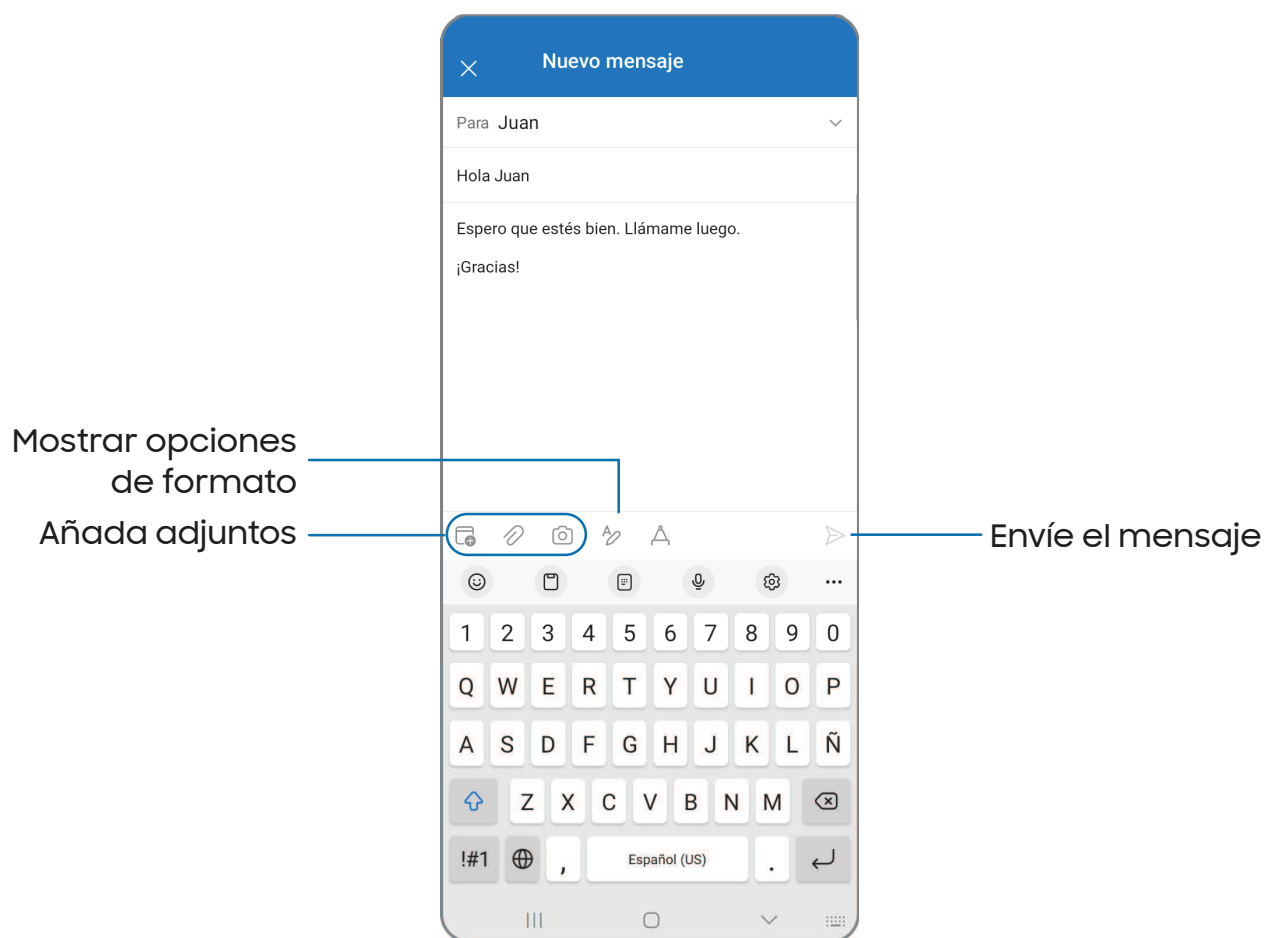 Nuevo mensaje
Para Juan
Hola Juan
Espero que estés bien. Llámame luego.
¡Gracias!
Mostrar opciones
de formato
Añada adjuntos
Envíe el mensaje
1 2 3 4 5 6 7 8 9 0
Q W E R T Y U I O P
A S D F G H J K L Ñ
Z X C V B N M
!#1 , Español (US) .